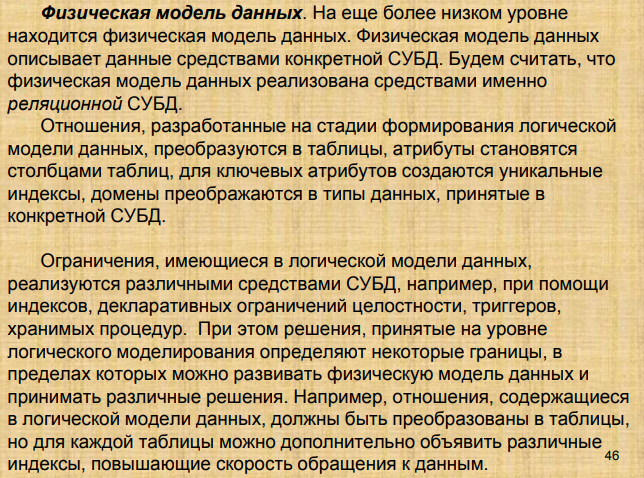 Физическая модель данных. На еще более низком уровне
находится физическая модель данных. Физическая модель данных
описывает данные средствами конкретной СУБД. Будем считать, что
физическая модель данных реализована средствами именно
реляционной СУБД.
Отношения, разработанные на стадии формирования логической
модели данных, преобразуются в таблицы, атрибуты становятся
столбцами таблиц, для ключевых атрибутов создаются уникальные
индексы, домены преображаются в типы данных, принятые в
конкретной СУБД.
Ограничения, имеющиеся в логической модели данных,
реализуются различными средствами СУБД, например, при помощи
индексов, декларативных ограничений целостности, триггеров,
хранимых процедур. При этом решения, принятые на уровне
логического моделирования определяют некоторые границы, в
пределах которых можно развивать физическую модель данных и
принимать различные решения. Например, отношения, содержащиеся
в логической модели данных, должны быть преобразованы в таблицы,
но для каждой таблицы можно дополнительно объявить различные
индексы, повышающие скорость обращения к данным.
46